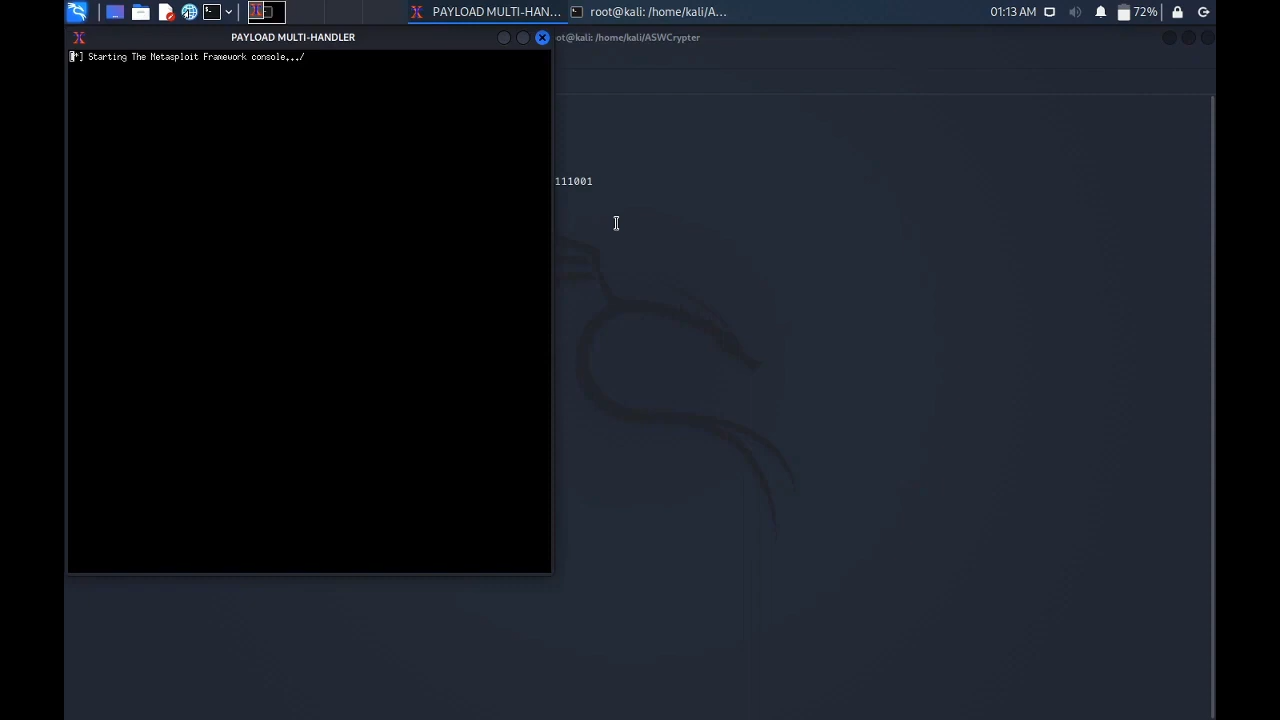 PAYLOAD MULTI-HAN...
root@kali: /home/kali/A...
01:13 AM
72%
PAYLOAD MULTI-HANDLER
ot@kali: /home/kali/ASWCrypter
[*] Starting The Metasploit Framework console.../
111001